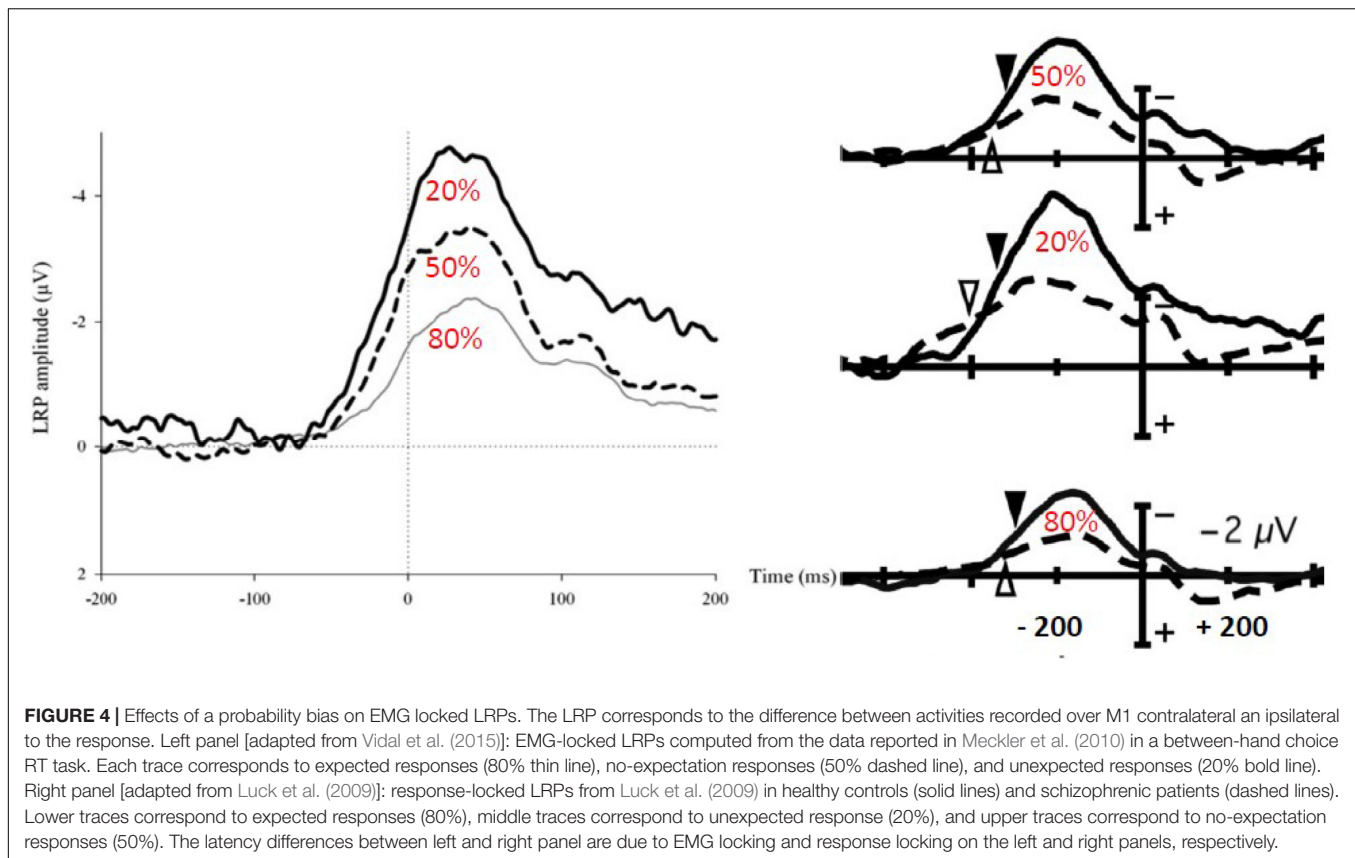 LRP amplitude (µV)
-4
-2
0
2
-200
-100
0
100
200
20%
50%
80%
50%
−
+
20%
−
+
80%
−
−2 µV
Time (ms)
- 200
+
+ 200
FIGURE 4 | Effects of a probability bias on EMG locked LRPs. The LRP corresponds to the difference between activities recorded over M1 contralateral an ipsilateral
to the response. Left panel [adapted from Vidal et al. (2015)]: EMG-locked LRPs computed from the data reported in Meckler et al. (2010) in a between-hand choice
RT task. Each trace corresponds to expected responses (80% thin line), no-expectation responses (50% dashed line), and unexpected responses (20% bold line).
Right panel [adapted from Luck et al. (2009)]: response-locked LRPs from Luck et al. (2009) in healthy controls (solid lines) and schizophrenic patients (dashed lines).
Lower traces correspond to expected responses (80%), middle traces correspond to unexpected response (20%), and upper traces correspond to no-expectation
responses (50%). The latency differences between left and right panel are due to EMG locking and response locking on the left and right panels, respectively.